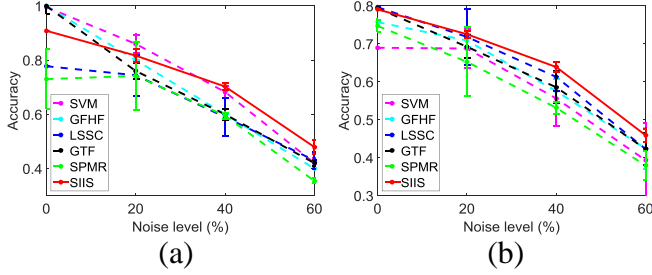 1
0.8
0.6
0.4
Accuracy
SVM
GFHF
LSSC
GTF
SPMR
SIIS
0 20 40 60
Noise level (%)
(a)
0.8
0.7
0.6
0.5
0.4
0.3
Accuracy
SVM
GFHF
LSSC
GTF
SPMR
SIIS
0 20 40 60
Noise level (%)
(b)